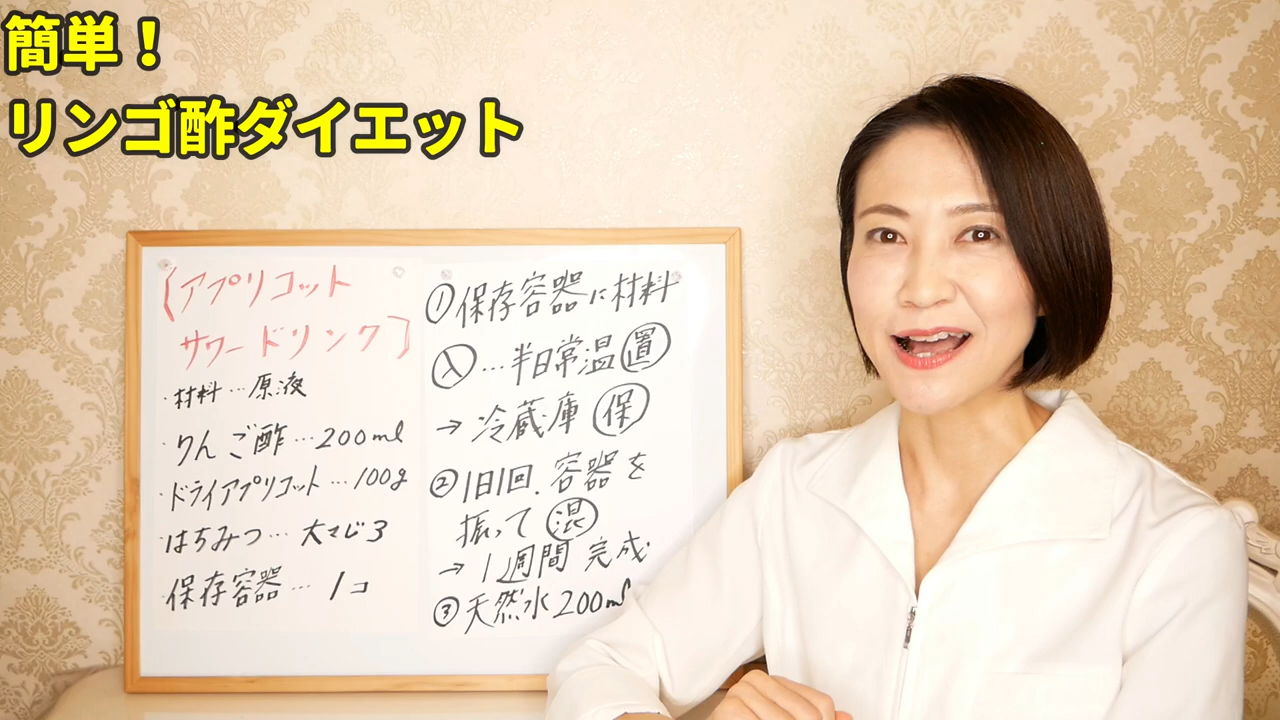 簡単！
リンゴ酢ダイエット
〔アプリコット
サワードリンク〕
・材料…原液
・りんご酢…200ml
・ドライアプリコット…100g
・はちみつ…大さじ3
保存容器…1コ
①保存容器に材料
㊅…半日常温㊟
→冷蔵庫㊝
②1日1回、容器を
振って㊋
→1週間完成
③天然水200ml